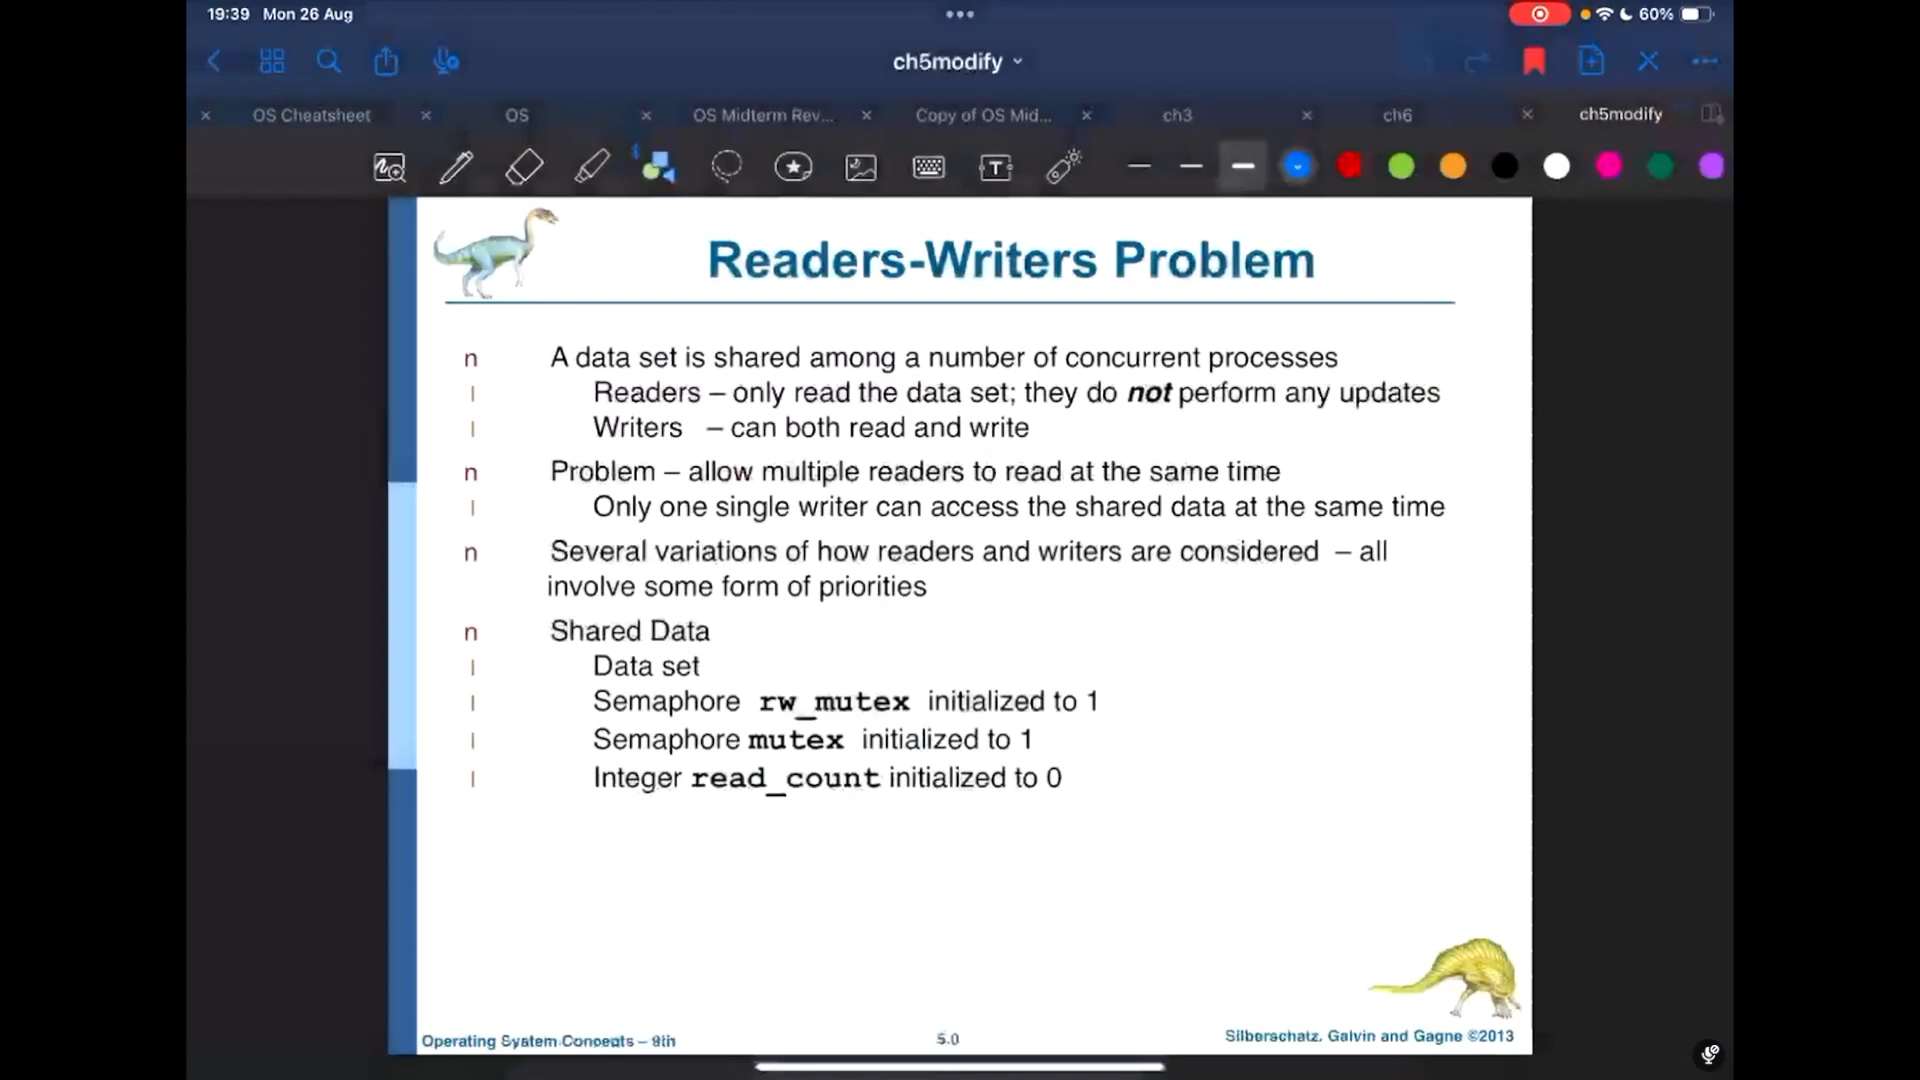 19:39 Mon 26 Aug
60%
ch5modify
OS Cheatsheet OS OS Midterm Rev... Copy of OS Mid... ch3 ch6 ch5modify
T
Readers-Writers Problem
n A data set is shared among a number of concurrent processes
l Readers – only read the data set; they do not perform any updates
l Writers – can both read and write
n Problem – allow multiple readers to read at the same time
l Only one single writer can access the shared data at the same time
n Several variations of how readers and writers are considered – all
involve some form of priorities
n Shared Data
l Data set
l Semaphore rw_mutex initialized to 1
l Semaphore mutex initialized to 1
l Integer read_count initialized to 0
Operating System Concepts – 9th 5.0 Silberschatz, Galvin and Gagne ©2013